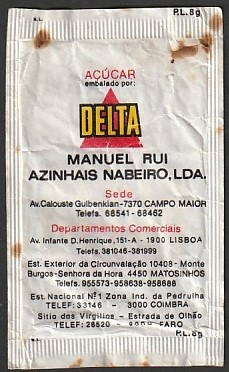 P.L. 8g
R.L.
AÇÚCAR
embalado por:
DELTA
MANUEL RUI
AZINHAIS NABEIRO, LDA.
Sede
Av. Calouste Gulbenkian - 7370 CAMPO MAIOR
Telefs. 68541 - 68462
Departamentos Comerciais
Av. Infante D. Henrique, 151-A - 1900 LISBOA
Telefs. 381046-381999
Est. Exterior da Circunvalação 10408 - Monte
Burgos - Senhora da Hora 4450 MATOSINHOS
Telefs. 955573-958638-958688
Est. Nacional Nº 1 Zona Ind. da Pedrulha
TELEF: 33146 - 3000 COIMBRA
Sitio dos Virgílios - Estrada de Olhão
TELEF: 28520 - FARO
R.L.
P.L. 8g